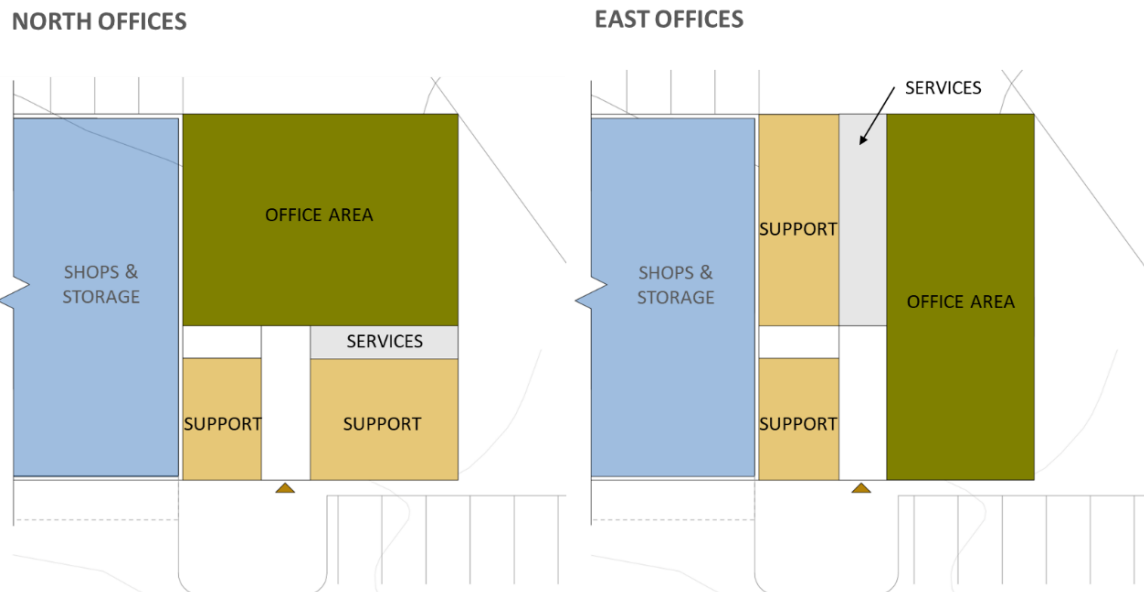 NORTH OFFICES
OFFICE AREA
SHOPS &
STORAGE
SERVICES
SUPPORT
SUPPORT
EAST OFFICES
SERVICES
SUPPORT
SHOPS &
STORAGE
OFFICE AREA
SUPPORT